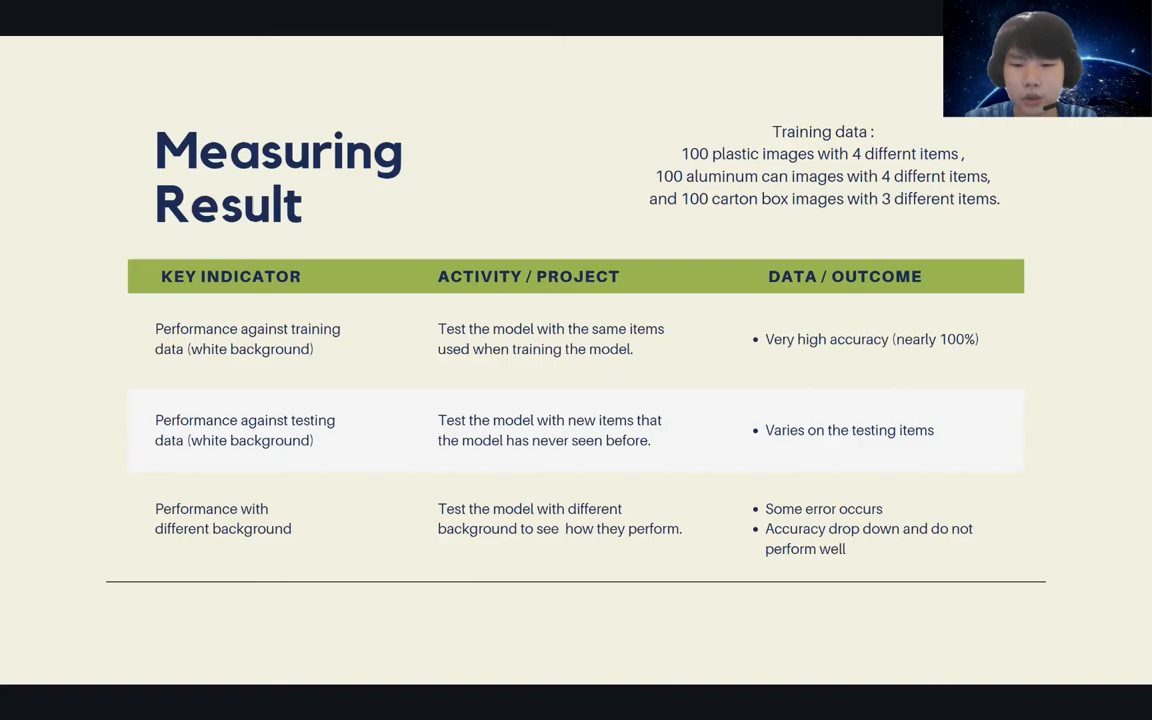 Measuring
Result
Training data :
100 plastic images with 4 differnt items ,
100 aluminum can images with 4 differnt items,
and 100 carton box images with 3 different items.
KEY INDICATOR ACTIVITY / PROJECT DATA / OUTCOME
Performance against training
data (white background)
Test the model with the same items
used when training the model.
• Very high accuracy (nearly 100%)
Performance against testing
data (white background)
Test the model with new items that
the model has never seen before.
• Varies on the testing items
Performance with
different background
Test the model with different
background to see how they perform.
• Some error occurs
• Accuracy drop down and do not
perform well